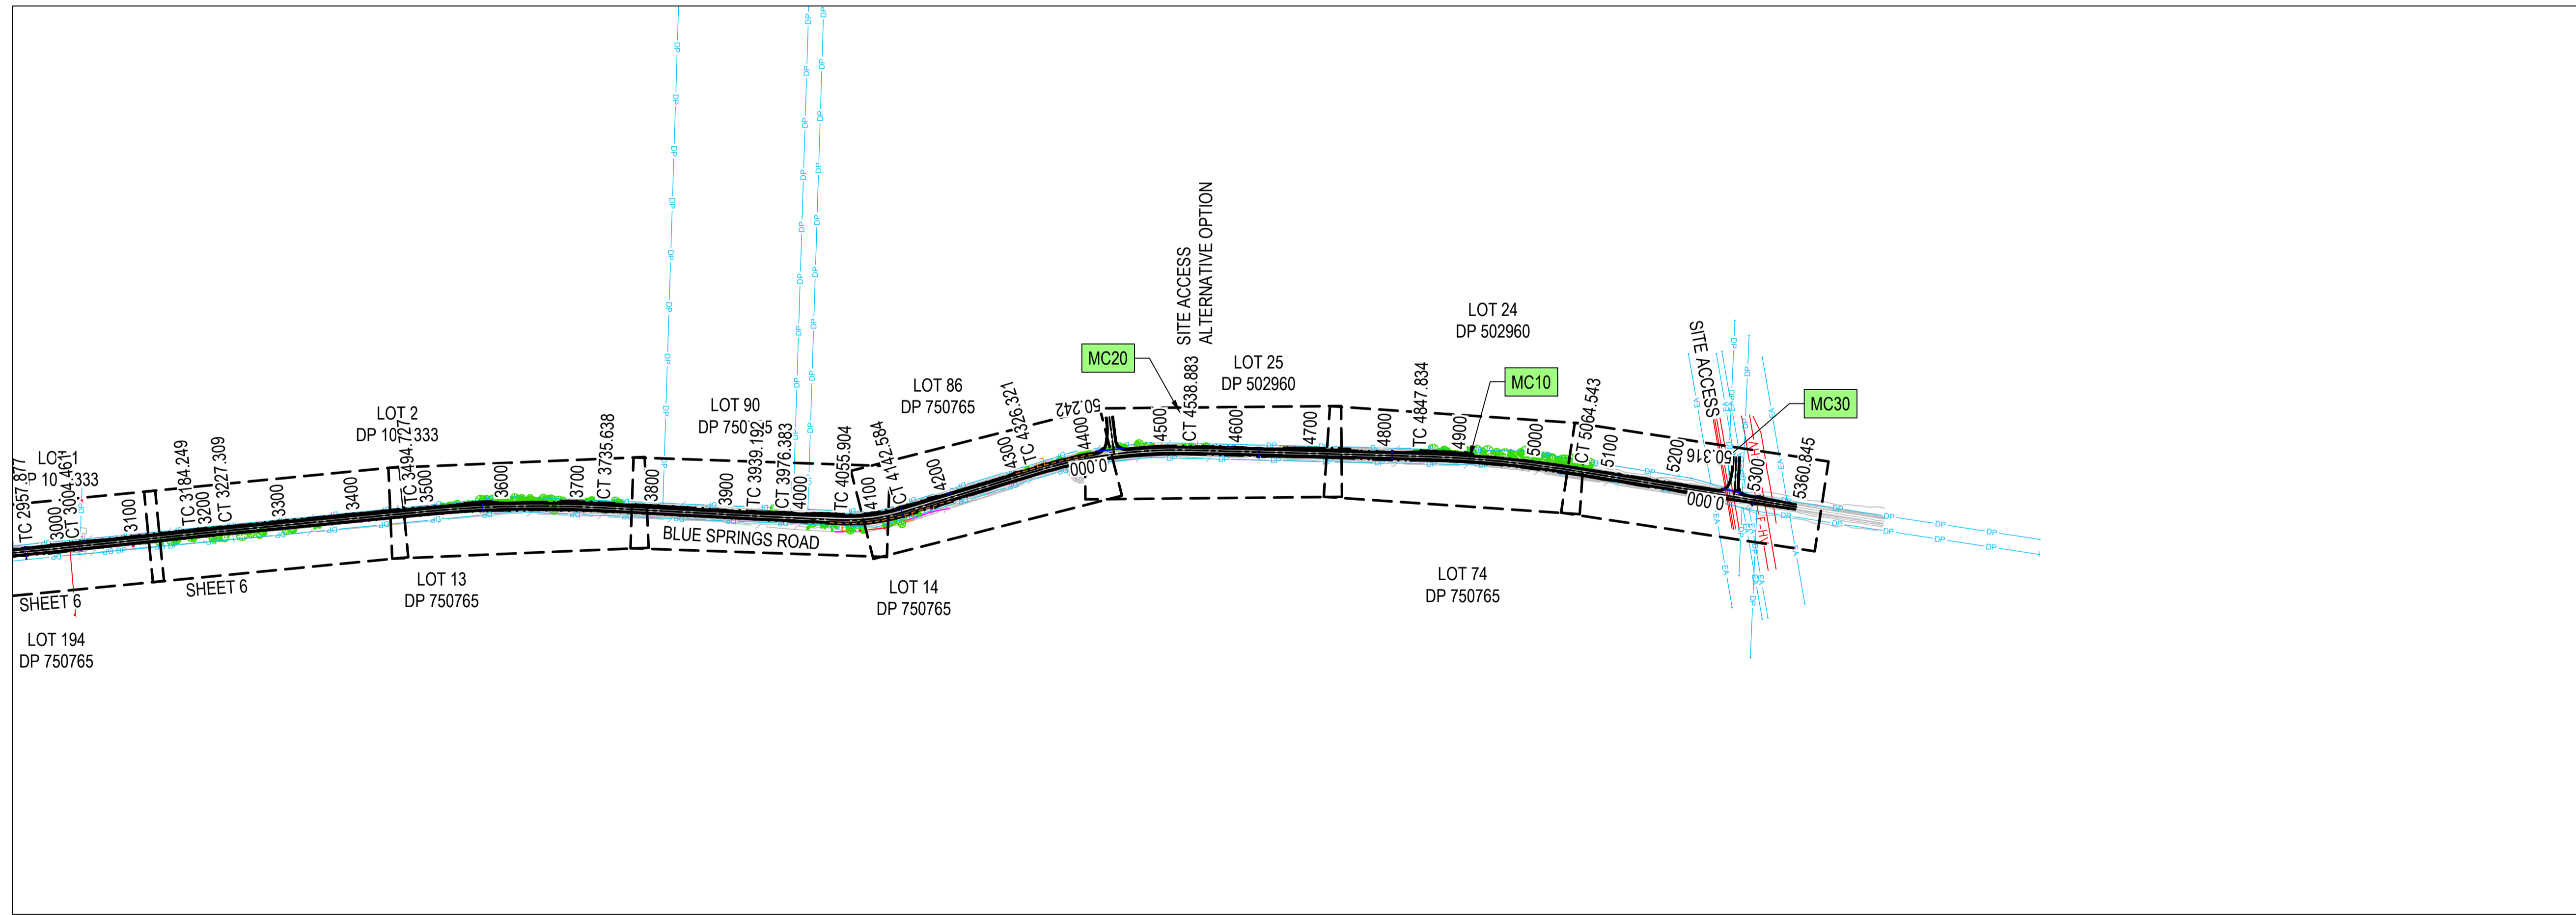 LOT 1
TC 2957.877
3000
CT 3004.461
3100
SHEET 6
LOT 194
DP 750765
TC 3184.249
3200
CT 3227.309
SHEET 6
3300
3400
LOT 2
TC 3494.727
3500
LOT 13
DP 750765
3600
3700
CT 3735.638
3800
LOT 90
3900
TC 3939.192
CT 3976.383
4000
BLUE SPRINGS ROAD
TC 4055.904
4100
CT 4142.584
LOT 86
DP 750765
4200
LOT 14
DP 750765
4300
TC 4326.321
4400
50.242
0.000
MC20
SITE ACCESS
ALTERNATIVE OPTION
4500
CT 4538.883
LOT 25
DP 502960
4600
4700
4800
TC 4847.834
4900
LOT 24
DP 502960
MC10
5000
CT 5064.543
5100
LOT 74
DP 750765
5200
SITE ACCESS
50.316
0.000
5300
MC30
5360.845
DP
EA